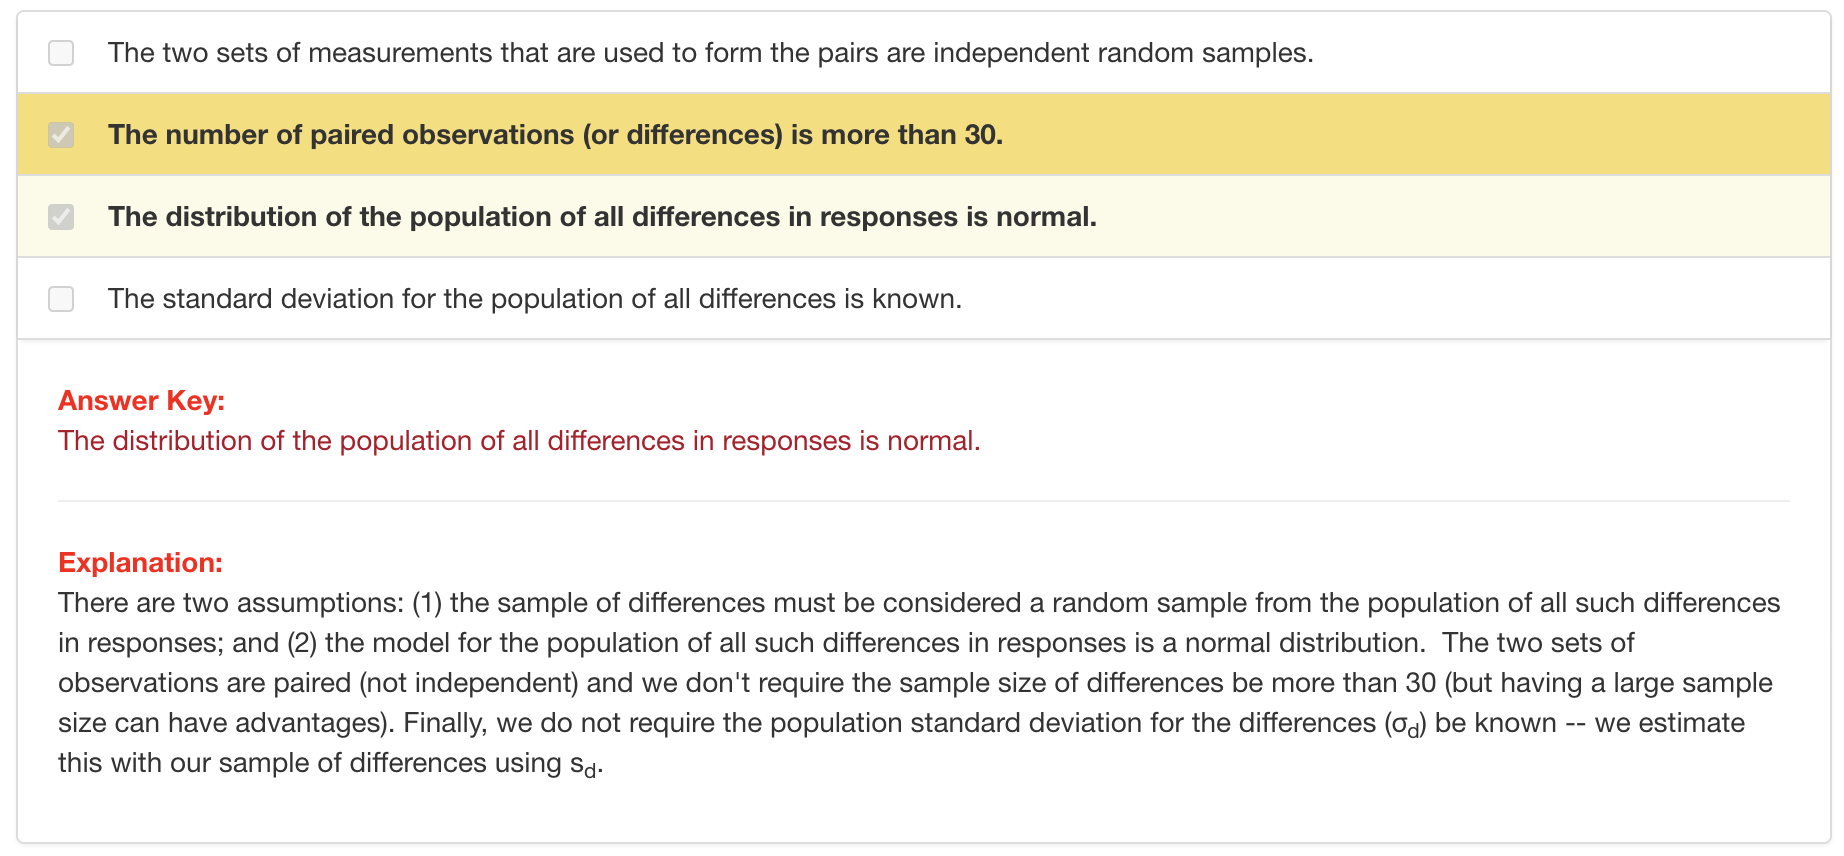 The two sets of measurements that are used to form the pairs are independent random samples.
The number of paired observations (or differences) is more than 30.
The distribution of the population of all differences in responses is normal.
The standard deviation for the population of all differences is known.
Answer Key:
The distribution of the population of all differences in responses is normal.
Explanation:
There are two assumptions: (1) the sample of differences must be considered a random sample from the population of all such differences
in responses; and (2) the model for the population of all such differences in responses is a normal distribution.  The two sets of
observations are paired (not independent) and we don't require the sample size of differences be more than 30 (but having a large sample
size can have advantages). Finally, we do not require the population standard deviation for the differences (σd) be known -- we estimate
this with our sample of differences using sd.